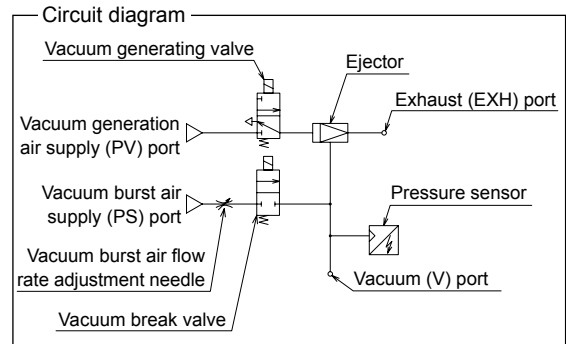 Circuit diagram
Vacuum generating valve
Ejector
Exhaust (EXH) port
Vacuum generation
air supply (PV) port
Vacuum burst air
supply (PS) port
Pressure sensor
Vacuum burst air flow
rate adjustment needle
Vacuum (V) port
Vacuum break valve